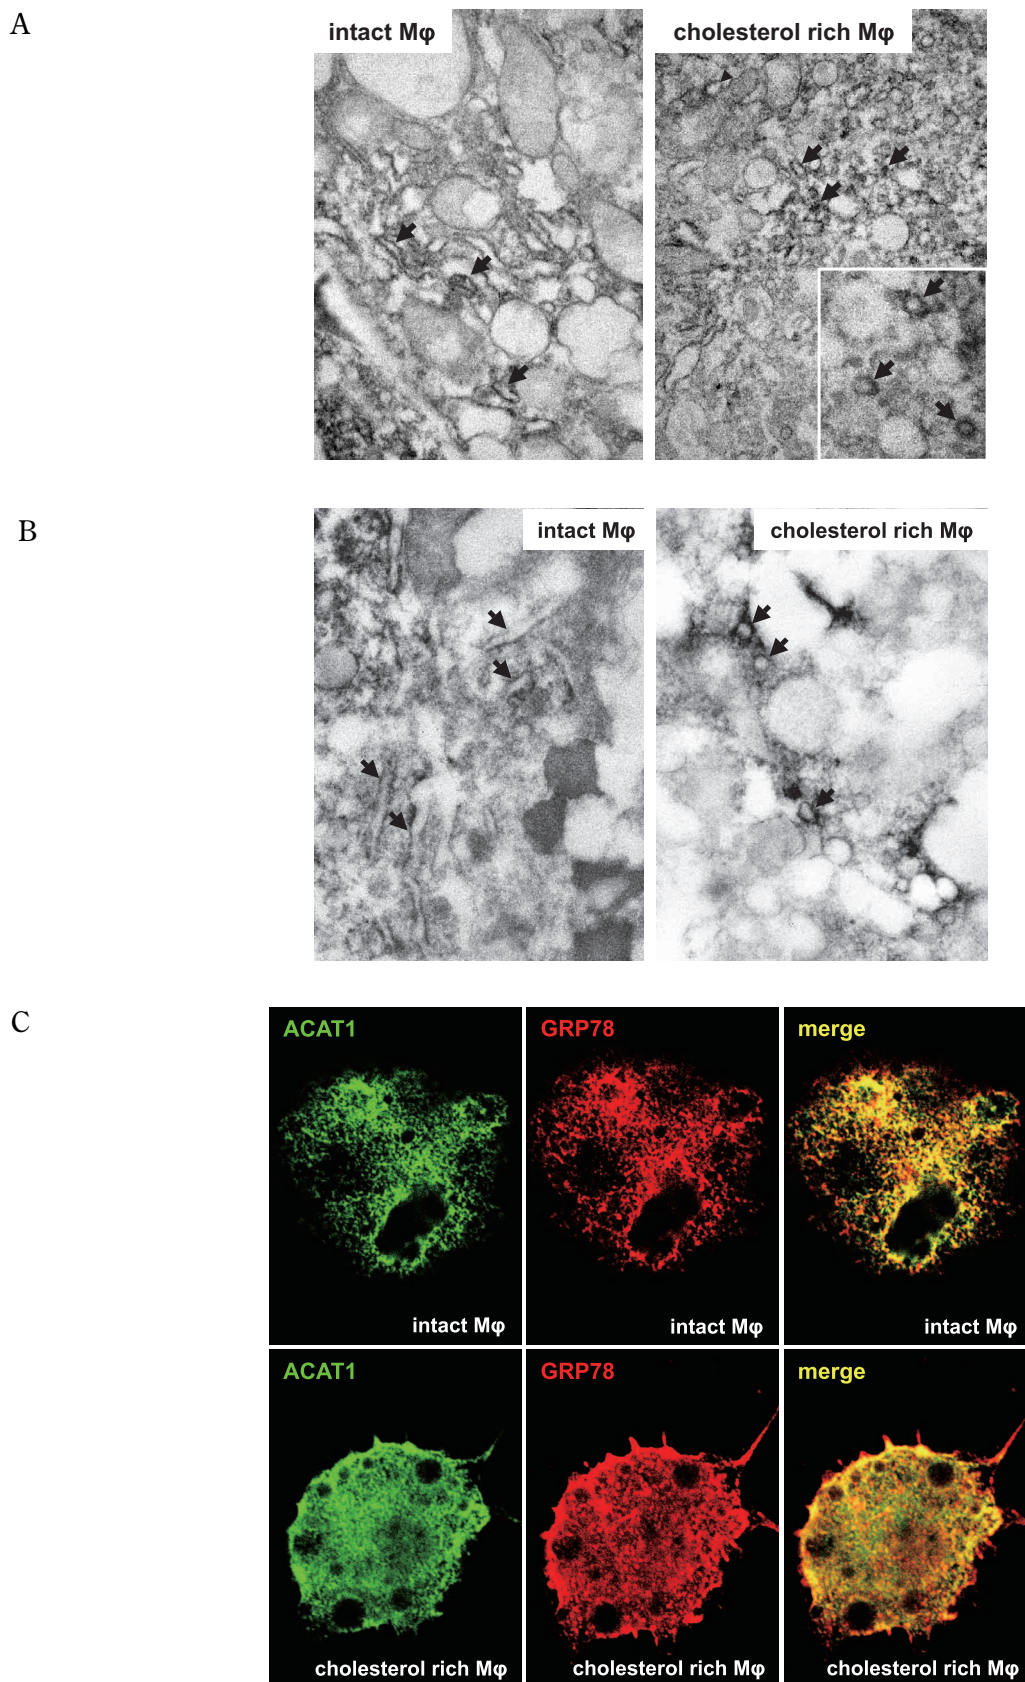 A
intact Mφ
cholesterol rich Mφ
B
intact Mφ
cholesterol rich Mφ
C
ACAT1
GRP78
merge
intact Mφ
intact Mφ
intact Mφ
ACAT1
GRP78
merge
cholesterol rich Mφ
cholesterol rich Mφ
cholesterol rich Mφ